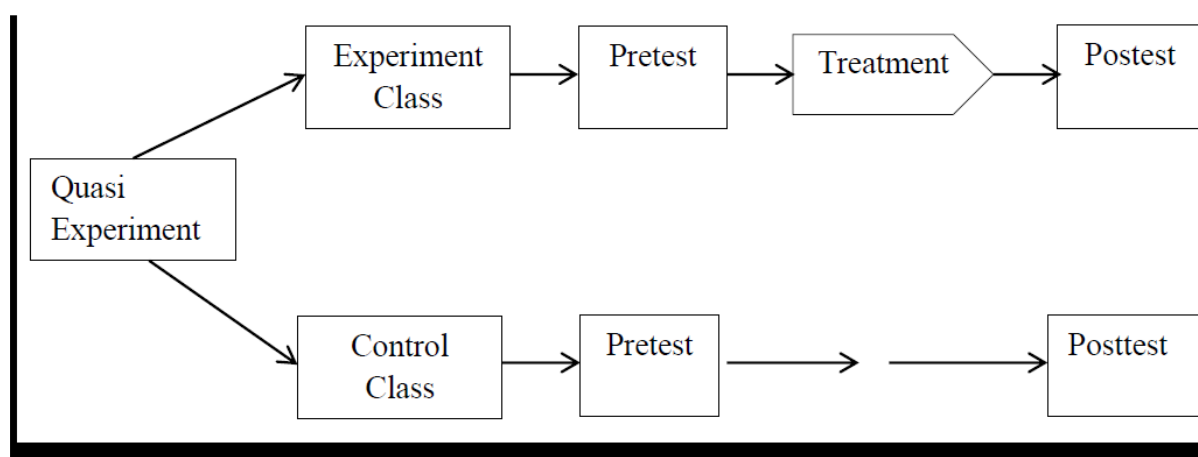 Experiment
Class
Pretest
Treatment
Postest
Quasi
Experiment
Control
Class
Pretest
Posttest